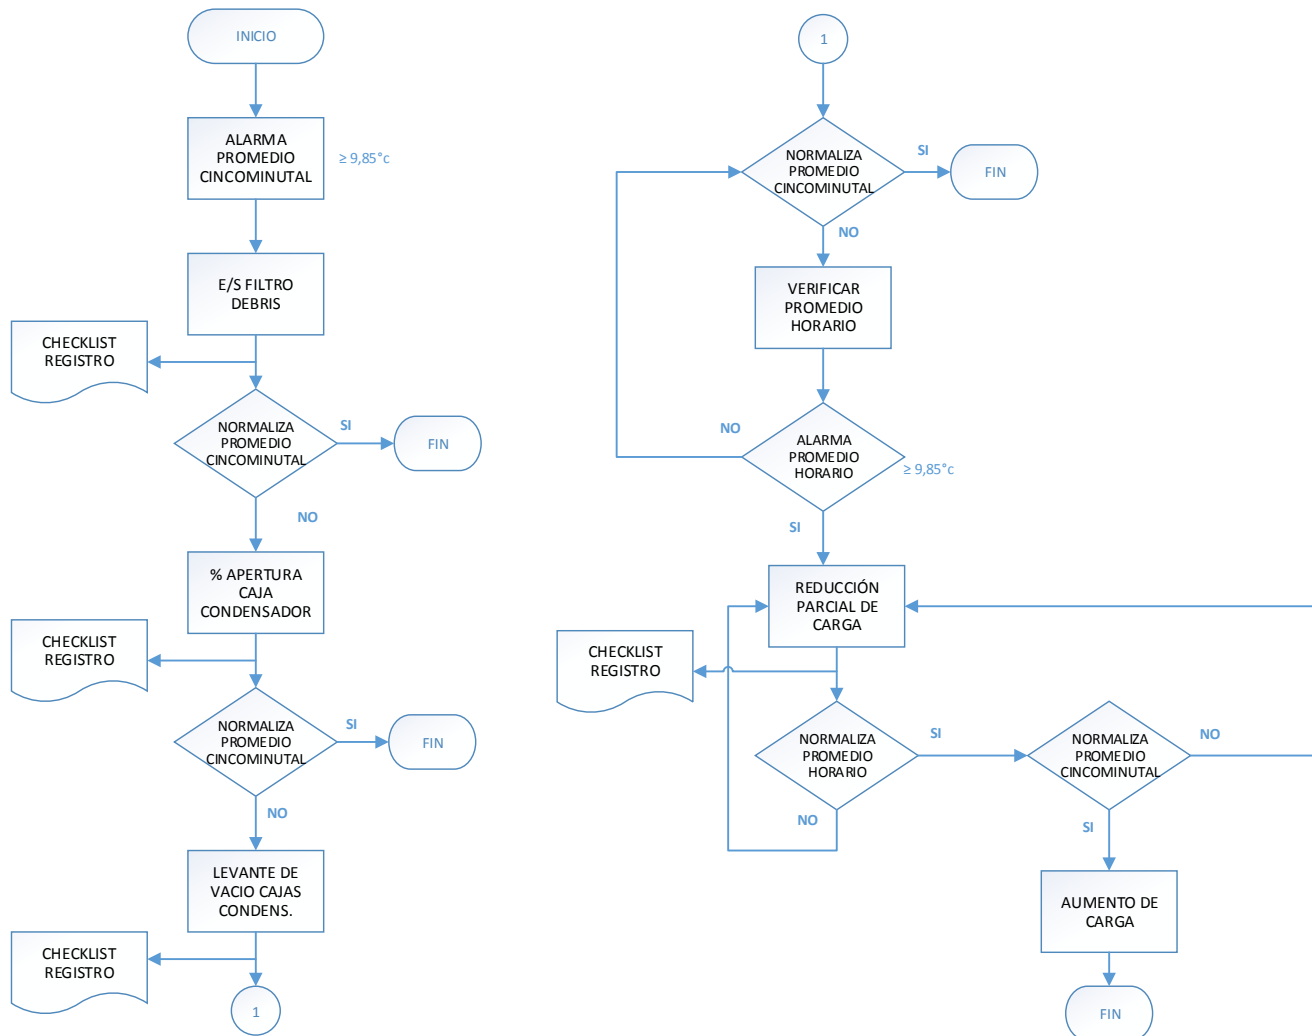 INICIO
ALARMA
PROMEDIO
CINCOMINUTAL
≥ 9,85°c
E/S FILTRO
DEBRIS
CHECKLIST
REGISTRO
NORMALIZA
PROMEDIO
CINCOMINUTAL
SI
FIN
NO
% APERTURA
CAJA
CONDENSADOR
CHECKLIST
REGISTRO
NORMALIZA
PROMEDIO
CINCOMINUTAL
SI
FIN
NO
LEVANTE DE
VACIO CAJAS
CONDENS.
CHECKLIST
REGISTRO
1
1
NORMALIZA
PROMEDIO
CINCOMINUTAL
SI
FIN
NO
VERIFICAR
PROMEDIO
HORARIO
NO
ALARMA
PROMEDIO
HORARIO
≥ 9,85°c
SI
REDUCCIÓN
PARCIAL DE
CARGA
CHECKLIST
REGISTRO
NORMALIZA
PROMEDIO
HORARIO
SI
NO
NORMALIZA
PROMEDIO
CINCOMINUTAL
NO
SI
AUMENTO DE
CARGA
FIN